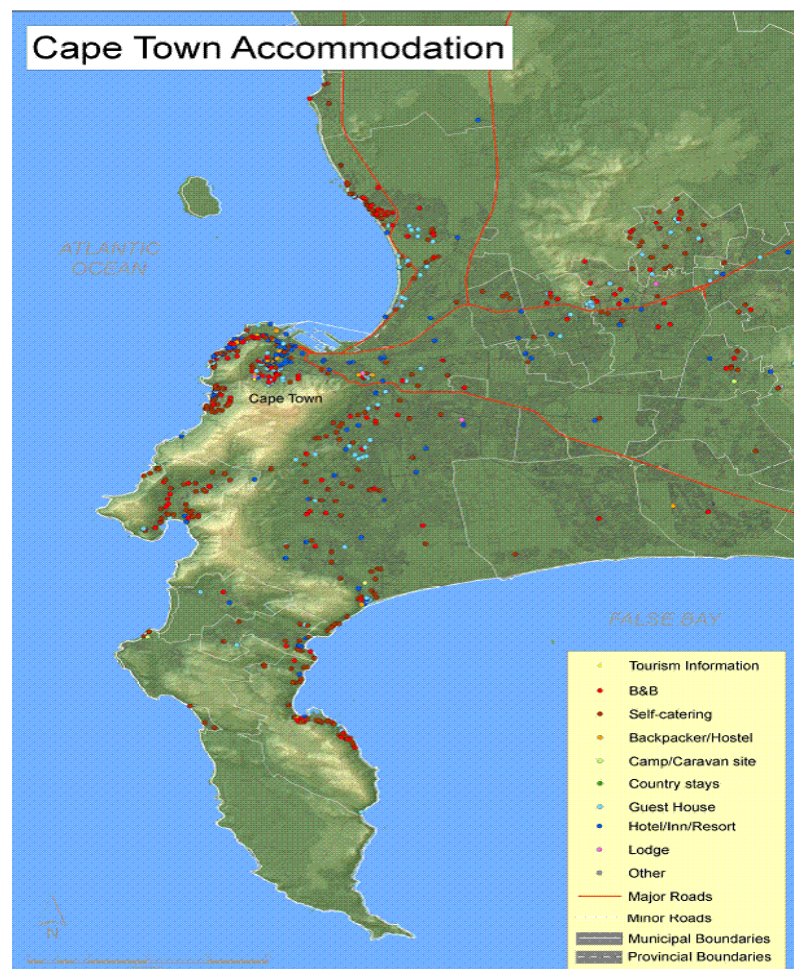 Cape Town Accommodation
ATLANTIC
OCEAN
Cape Town
FALSE BAY
Tourism Information
B&B
Self-catering
Backpacker/Hostel
Camp/Caravan site
Country stays
Guest House
Hotel/Inn/Resort
Lodge
Other
Major Roads
Minor Roads
Municipal Boundaries
Provincial Boundaries
N